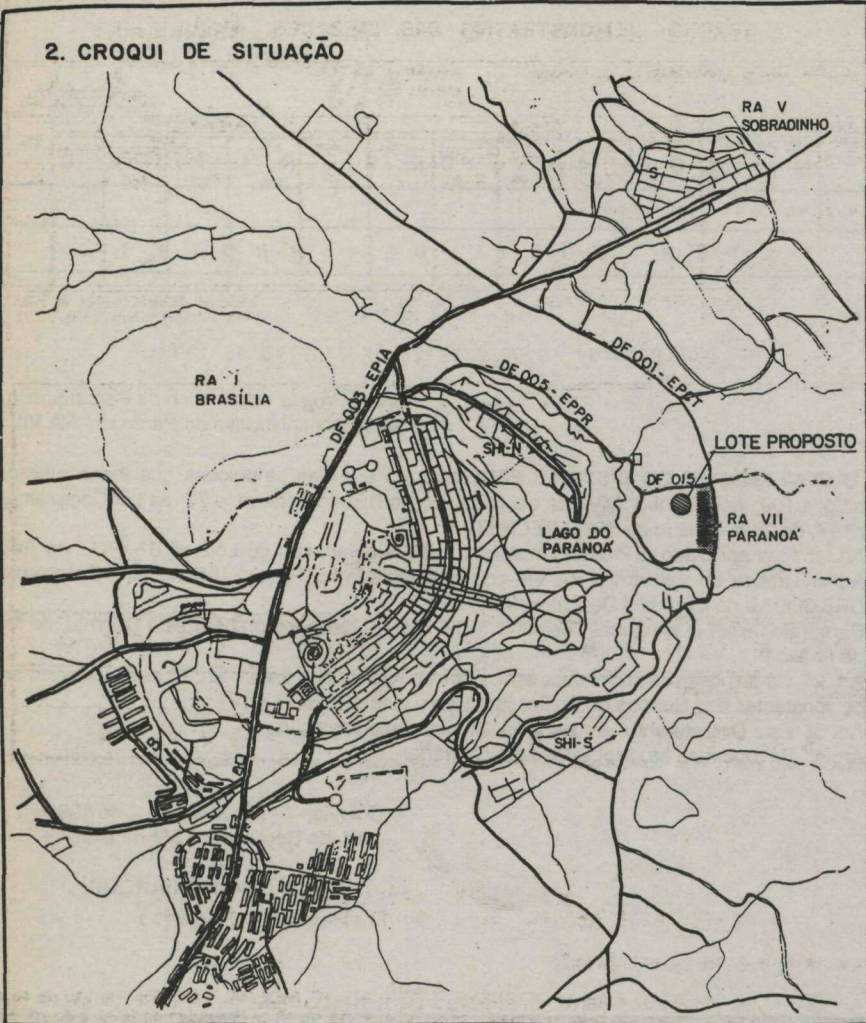 2. CROQUI DE SITUAÇÃO
RA V
SOBRADINHO
S
RA I
BRASÍLIA
DF 003 - EPIA
DF 005 - EPPR
DF 001 - EPCT
SHI-N
LOTE PROPOSTO
DF 015
LAGO DO
PARANOÁ
RA VII
PARANOÁ
SHI-S